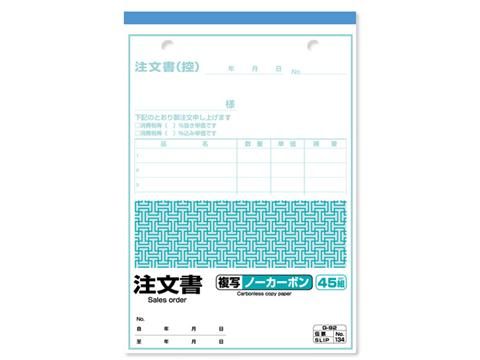 注文書(控) 年 月 日 No.
様
下記のとおり御注文申し上げます
□消費税等( )%抜き単価です
□消費税等( )%込み単価です
品 名 数 量 単 価 摘 要
1
2
3
注文書 複写 ノーカーボン 45組
Sales order Carbonless copy paper
No.
自 年 月 日
至 年 月 日
G-92
伝票 No.
SLIP 134